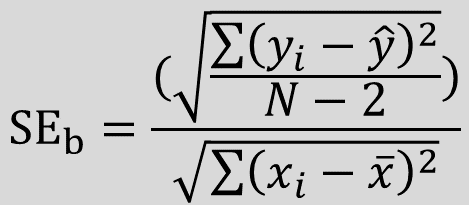 SE_b = (√(∑(y_i − ŷ)^2 / (N − 2))) / √(∑(x_i − x̄)^2)